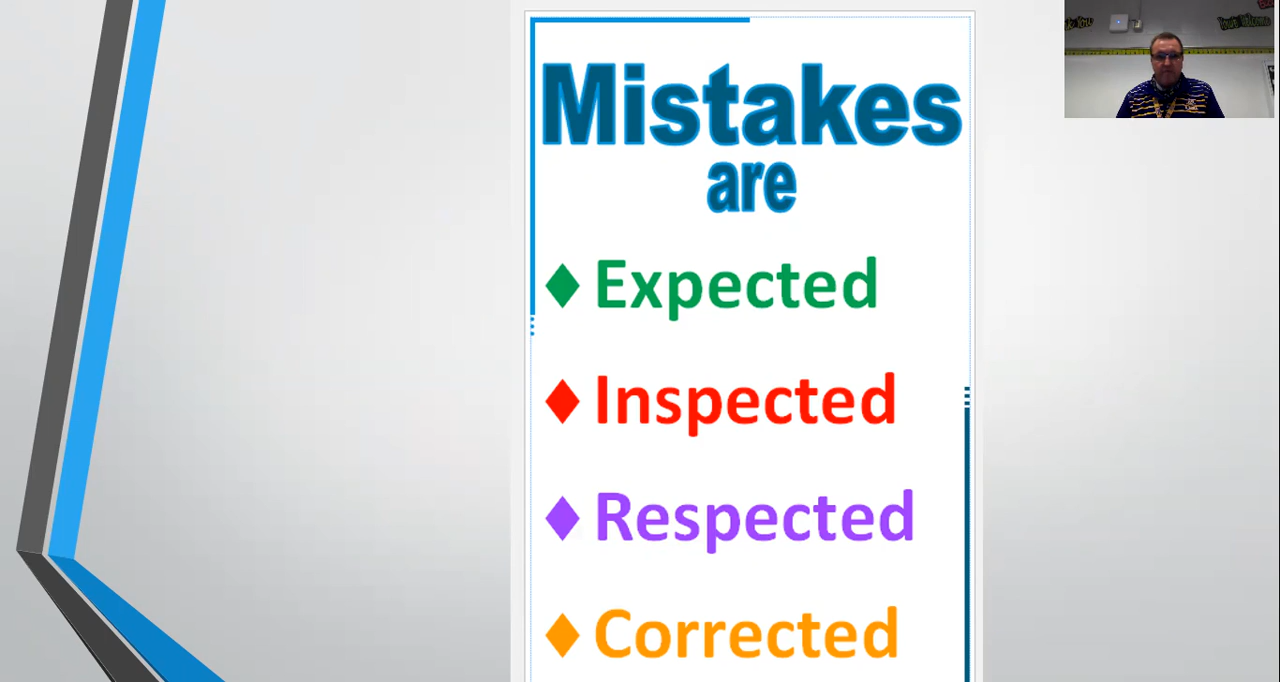 Mistakes
are
♦ Expected
♦ Inspected
♦ Respected
♦ Corrected